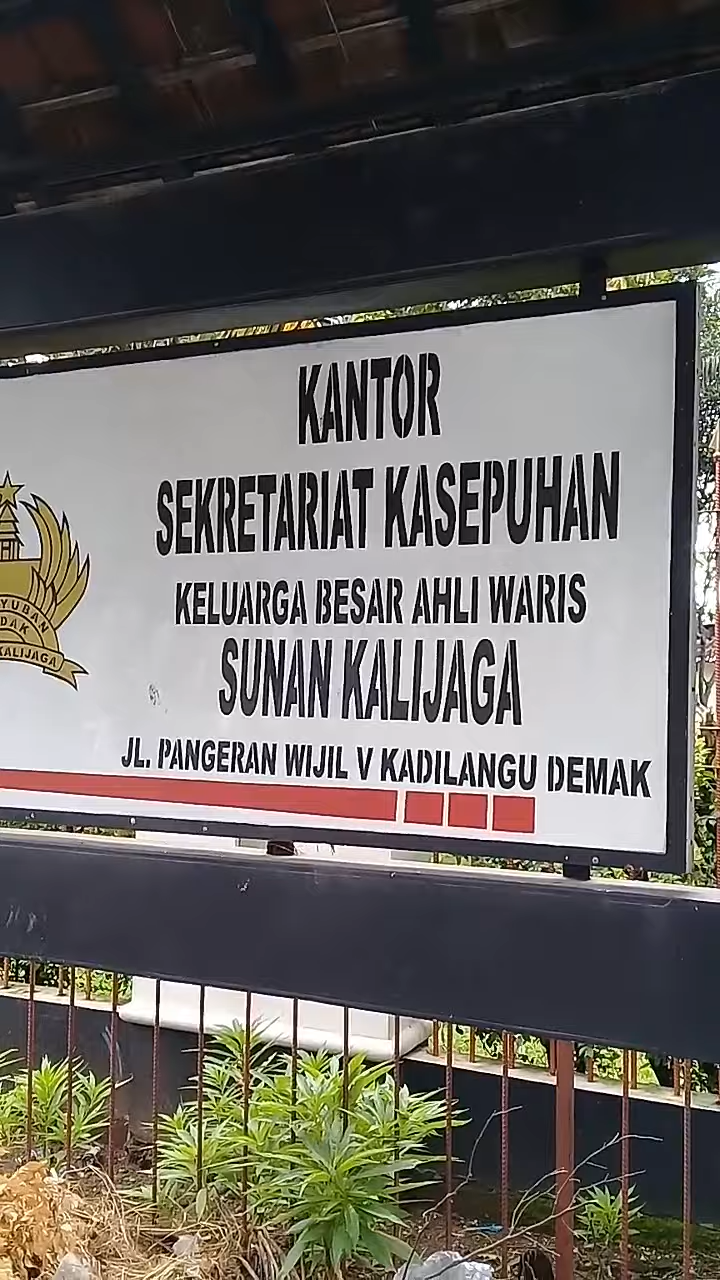 KANTOR
SEKRETARIAT KASEPUHAN
KELUARGA BESAR AHLI WARIS
SUNAN KALIJAGA
JL. PANGERAN WIJIL V KADILANGU DEMAK
KALIJAGA